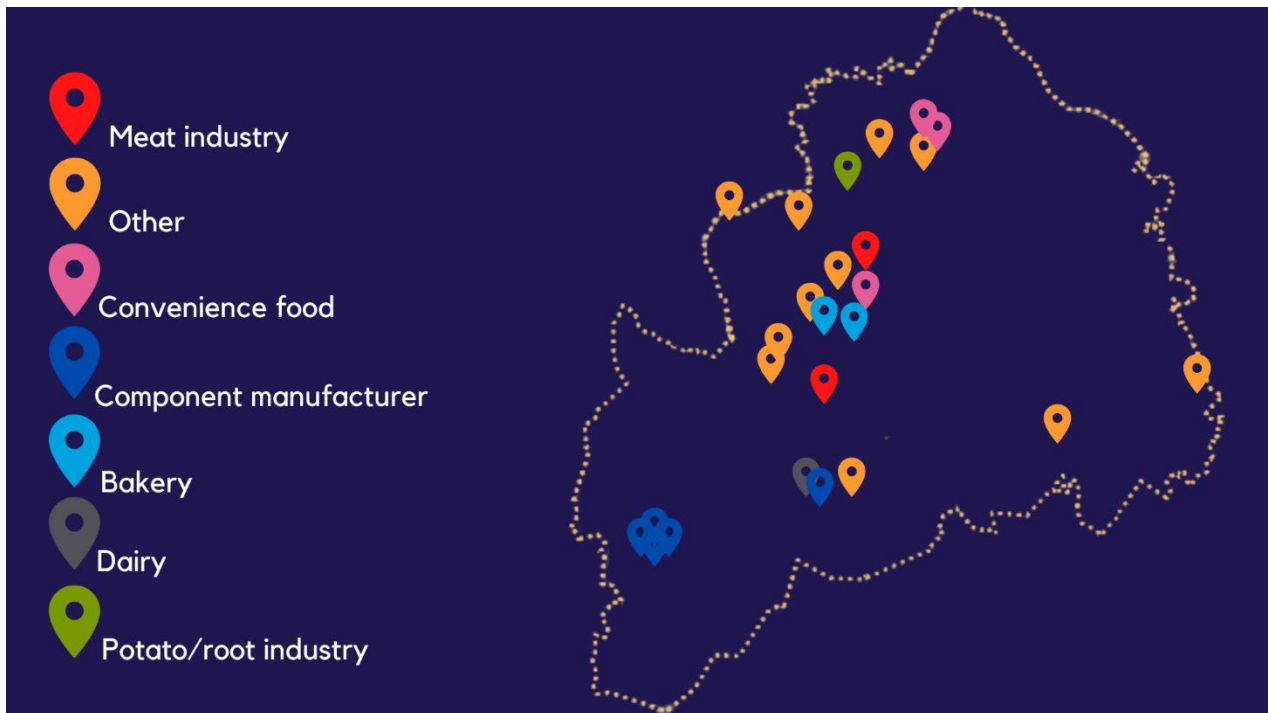 Meat industry
Other
Convenience food
Component manufacturer
Bakery
Dairy
Potato/root industry